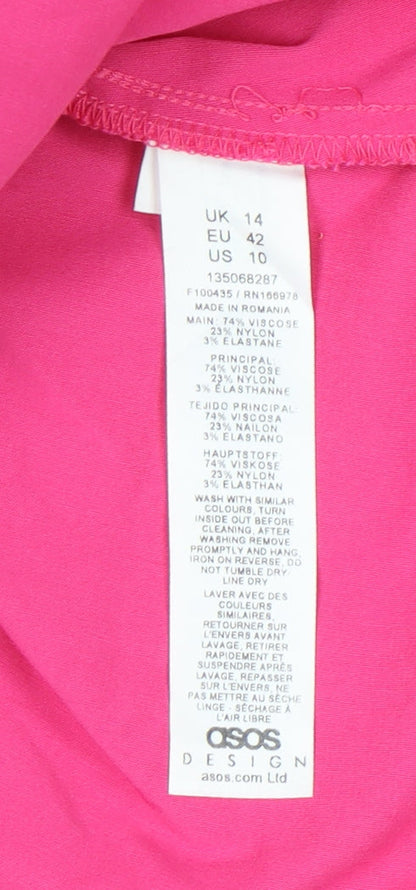 UK 14
EU 42
US 10
135068287
F100435 / RN166978
MADE IN ROMANIA
MAIN: 74% VISCOSE
23% NYLON
3% ELASTANE
PRINCIPAL:
74% VISCOSE
23% NYLON
3% ÉLASTHANNE
TEJIDO PRINCIPAL:
74% VISCOSA
23% NAILON
3% ELASTANO
HAUPTSTOFF:
74% VISKOSE
23% NYLON
3% ELASTHAN
WASH WITH SIMILAR
COLOURS, TURN
INSIDE OUT BEFORE
CLEANING, AFTER
WASHING REMOVE
PROMPTLY AND HANG,
IRON ON REVERSE, DO
NOT TUMBLE DRY-
LINE DRY
LAVER AVEC DES
COULEURS
SIMILAIRES,
RETOURNER SUR
L'ENVERS AVANT
LAVAGE, RETIRER
RAPIDEMENT ET
SUSPENDRE APRÈS
LAVAGE, REPASSER
SUR L'ENVERS, NE
PAS METTRE AU SÈCHE
LINGE - SÉCHAGE À
L'AIR LIBRE
asos
DESIGN
asos.com Ltd